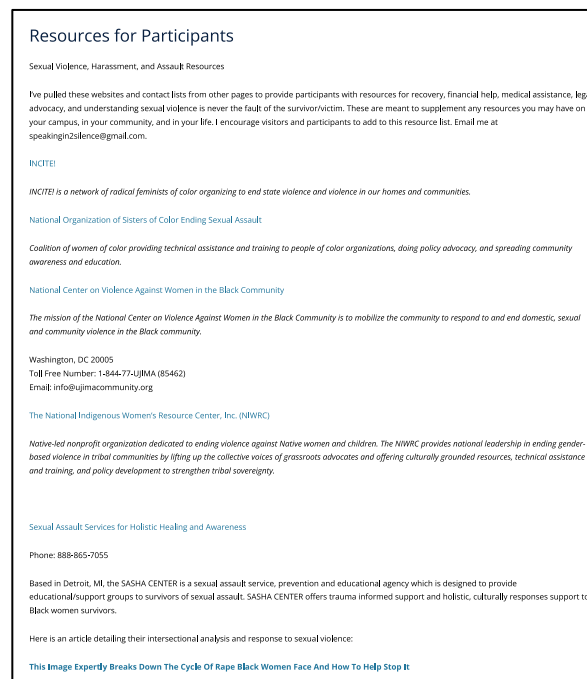 Resources for Participants
Sexual Violence, Harassment, and Assault Resources
I've pulled these websites and contact lists from other pages to provide participants with resources for recovery, financial help, medical assistance, lega
advocacy, and understanding sexual violence is never the fault of the survivor/victim. These are meant to supplement any resources you may have on
your campus, in your community, and in your life. I encourage visitors and participants to add to this resource list. Email me at
speakingin2silence@gmail.com.
INCITE!
INCITE! is a network of radical feminists of color organizing to end state violence and violence in our homes and communities.
National Organization of Sisters of Color Ending Sexual Assault
Coalition of women of color providing technical assistance and training to people of color organizations, doing policy advocacy, and spreading community
awareness and education.
National Center on Violence Against Women in the Black Community
The mission of the National Center on Violence Against Women in the Black Community is to mobilize the community to respond to and end domestic, sexual
and community violence in the Black community.
Washington, DC 20005
Toll Free Number: 1-844-77-UJIMA (85462)
Email: info@ujimacommunity.org
The National Indigenous Women's Resource Center, Inc. (NIWRC)
Native-led nonprofit organization dedicated to ending violence against Native women and children. The NIWRC provides national leadership in ending gender-
based violence in tribal communities by lifting up the collective voices of grassroots advocates and offering culturally grounded resources, technical assistance
and training, and policy development to strengthen tribal sovereignty.
Sexual Assault Services for Holistic Healing and Awareness
Phone: 888-865-7055
Based in Detroit, MI, the SASHA CENTER is a sexual assault service, prevention and educational agency which is designed to provide
educational/support groups to survivors of sexual assault. SASHA CENTER offers trauma informed support and holistic, culturally responses support to
Black women survivors.
Here is an article detailing their intersectional analysis and response to sexual violence:
This Image Expertly Breaks Down The Cycle Of Rape Black Women Face And How To Help Stop It